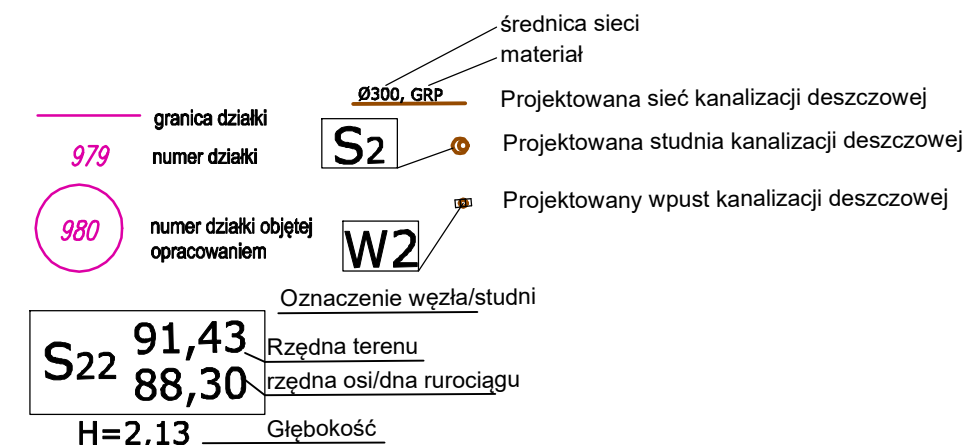 średnica sieci
materiał
Ø300, GRP
Projektowana sieć kanalizacji deszczowej
granica działki
S2
Projektowana studnia kanalizacji deszczowej
979
numer działki
Projektowany wpust kanalizacji deszczowej
980
numer działki objętej
opracowaniem
W2
Oznaczenie węzła/studni
S22
91,43
Rzędna terenu
88,30
rzędna osi/dna rurociągu
H=2,13
Głębokość